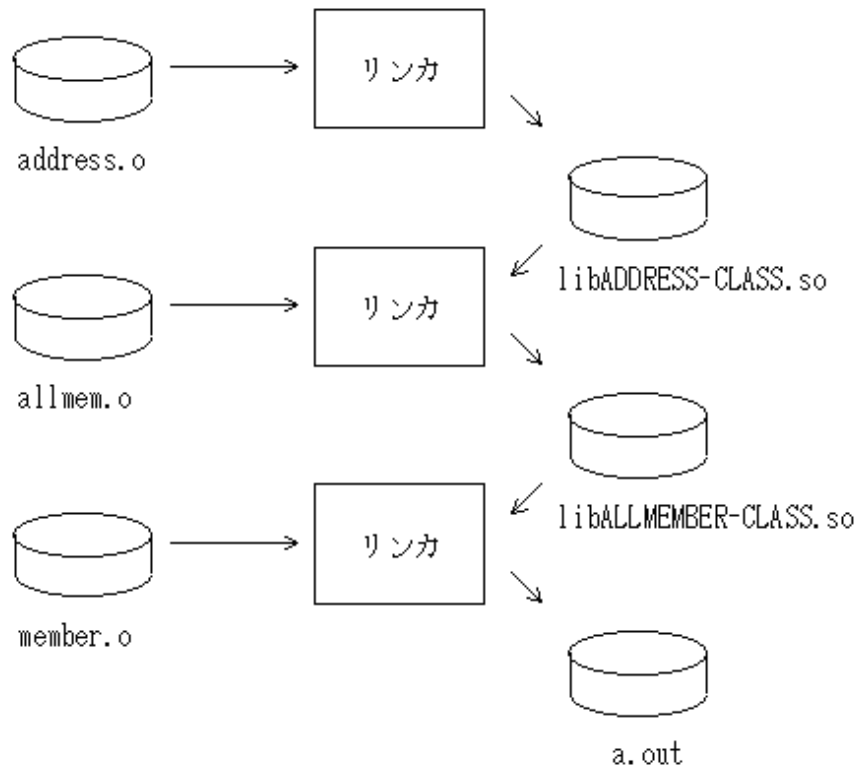 リンカ
address.o
libADDRESS-CLASS.so
リンカ
allmem.o
libALLMEMBER-CLASS.so
リンカ
member.o
a.out